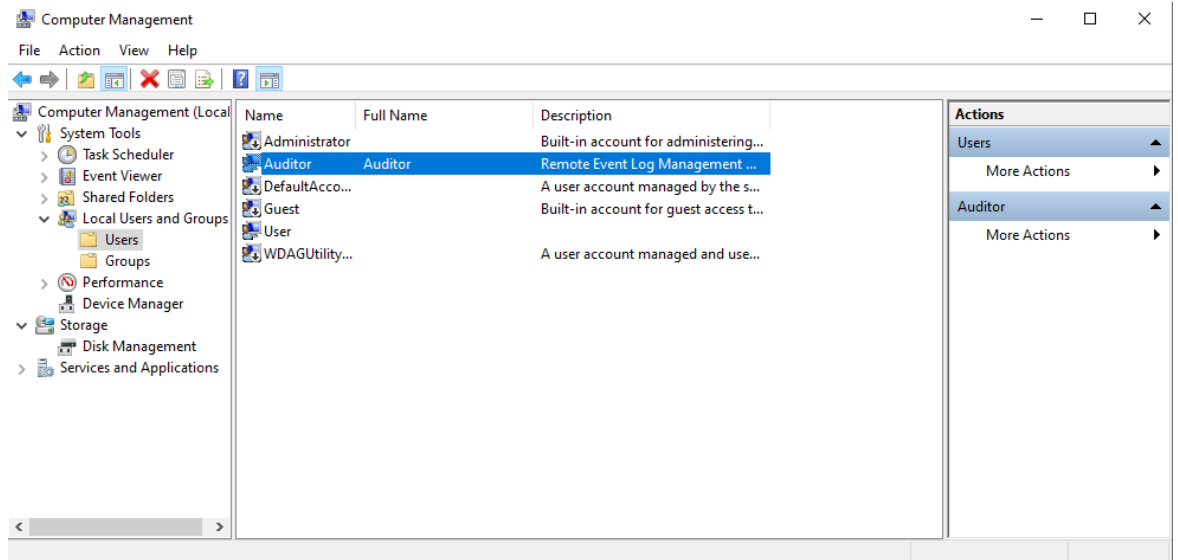 Computer Management
File Action View Help
Computer Management (Local
System Tools
Task Scheduler
Event Viewer
Shared Folders
Local Users and Groups
Users
Groups
Performance
Device Manager
Storage
Disk Management
Services and Applications
Name Full Name Description
Administrator Built-in account for administering...
Auditor Auditor Remote Event Log Management ...
DefaultAcco... A user account managed by the s...
Guest Built-in account for guest access t...
User
WDAGUtility... A user account managed and use...
Actions
Users
More Actions
Auditor
More Actions